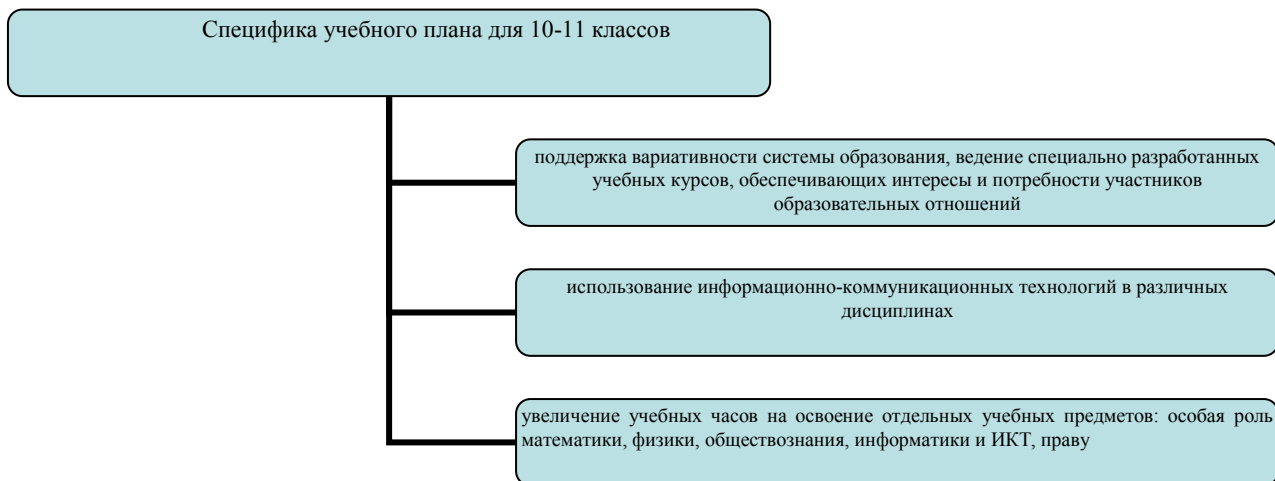 Специфика учебного плана для 10-11 классов
поддержка вариативности системы образования, ведение специально разработанных
учебных курсов, обеспечивающих интересы и потребности участников
образовательных отношений
использование информационно-коммуникационных технологий в различных
дисциплинах
увеличение учебных часов на освоение отдельных учебных предметов: особая роль
математики, физики, обществознания, информатики и ИКТ, праву